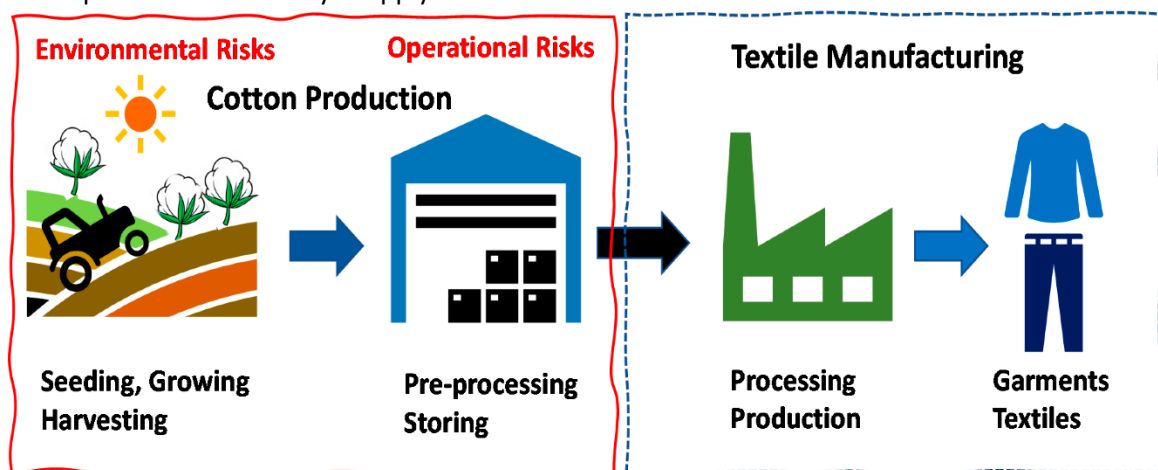 Environmental Risks
Operational Risks
Cotton Production
Textile Manufacturing
Seeding, Growing
Harvesting
Pre-processing
Storing
Processing
Production
Garments
Textiles